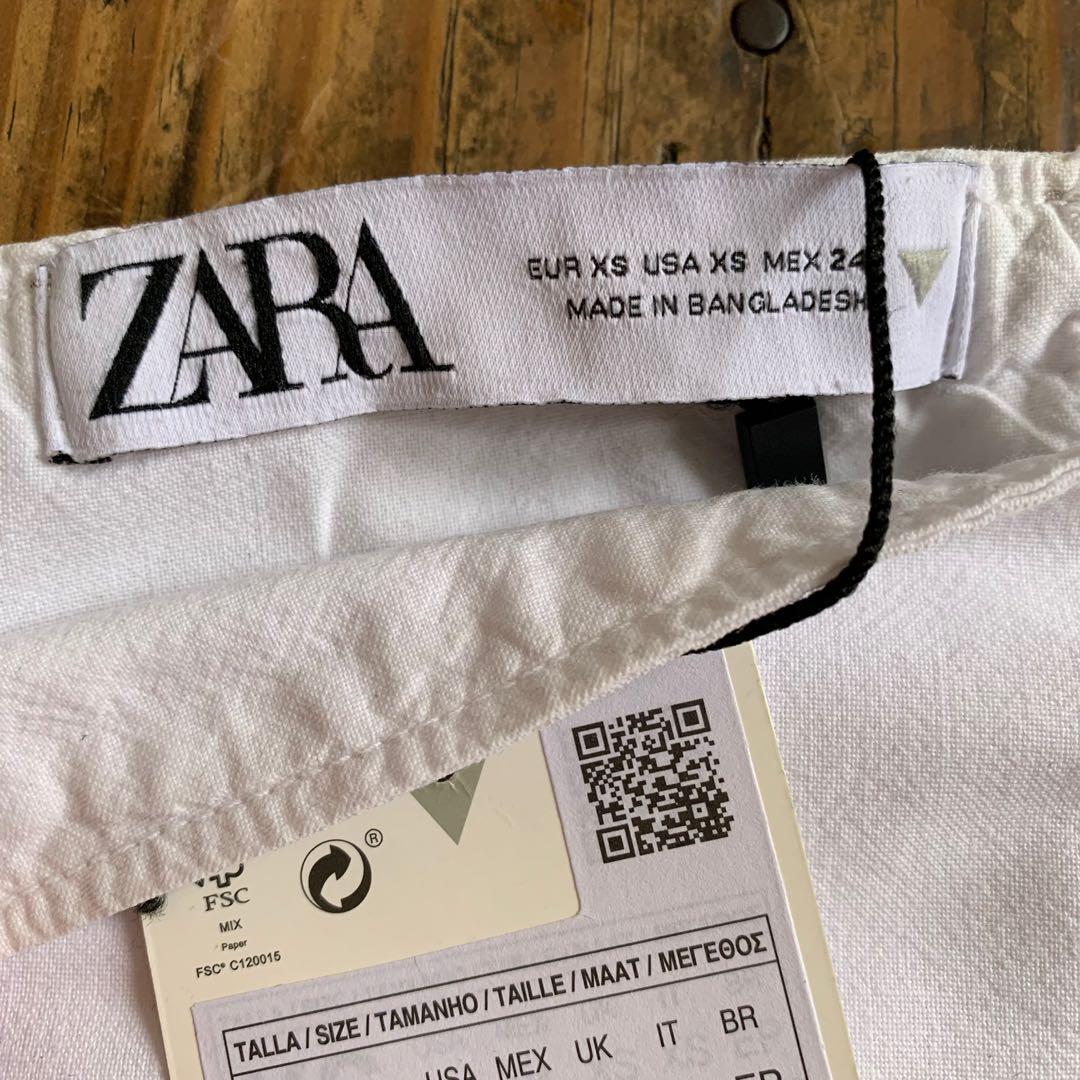 ZARA
EUR XS USA XS MEX 24
MADE IN BANGLADESH
®
FSC
MIX
Paper
FSC® C120015
TALLA / SIZE / TAMANHO / TAILLE / MAAT / ΜΕΓΕΘΟΣ
USA MEX UK IT BR